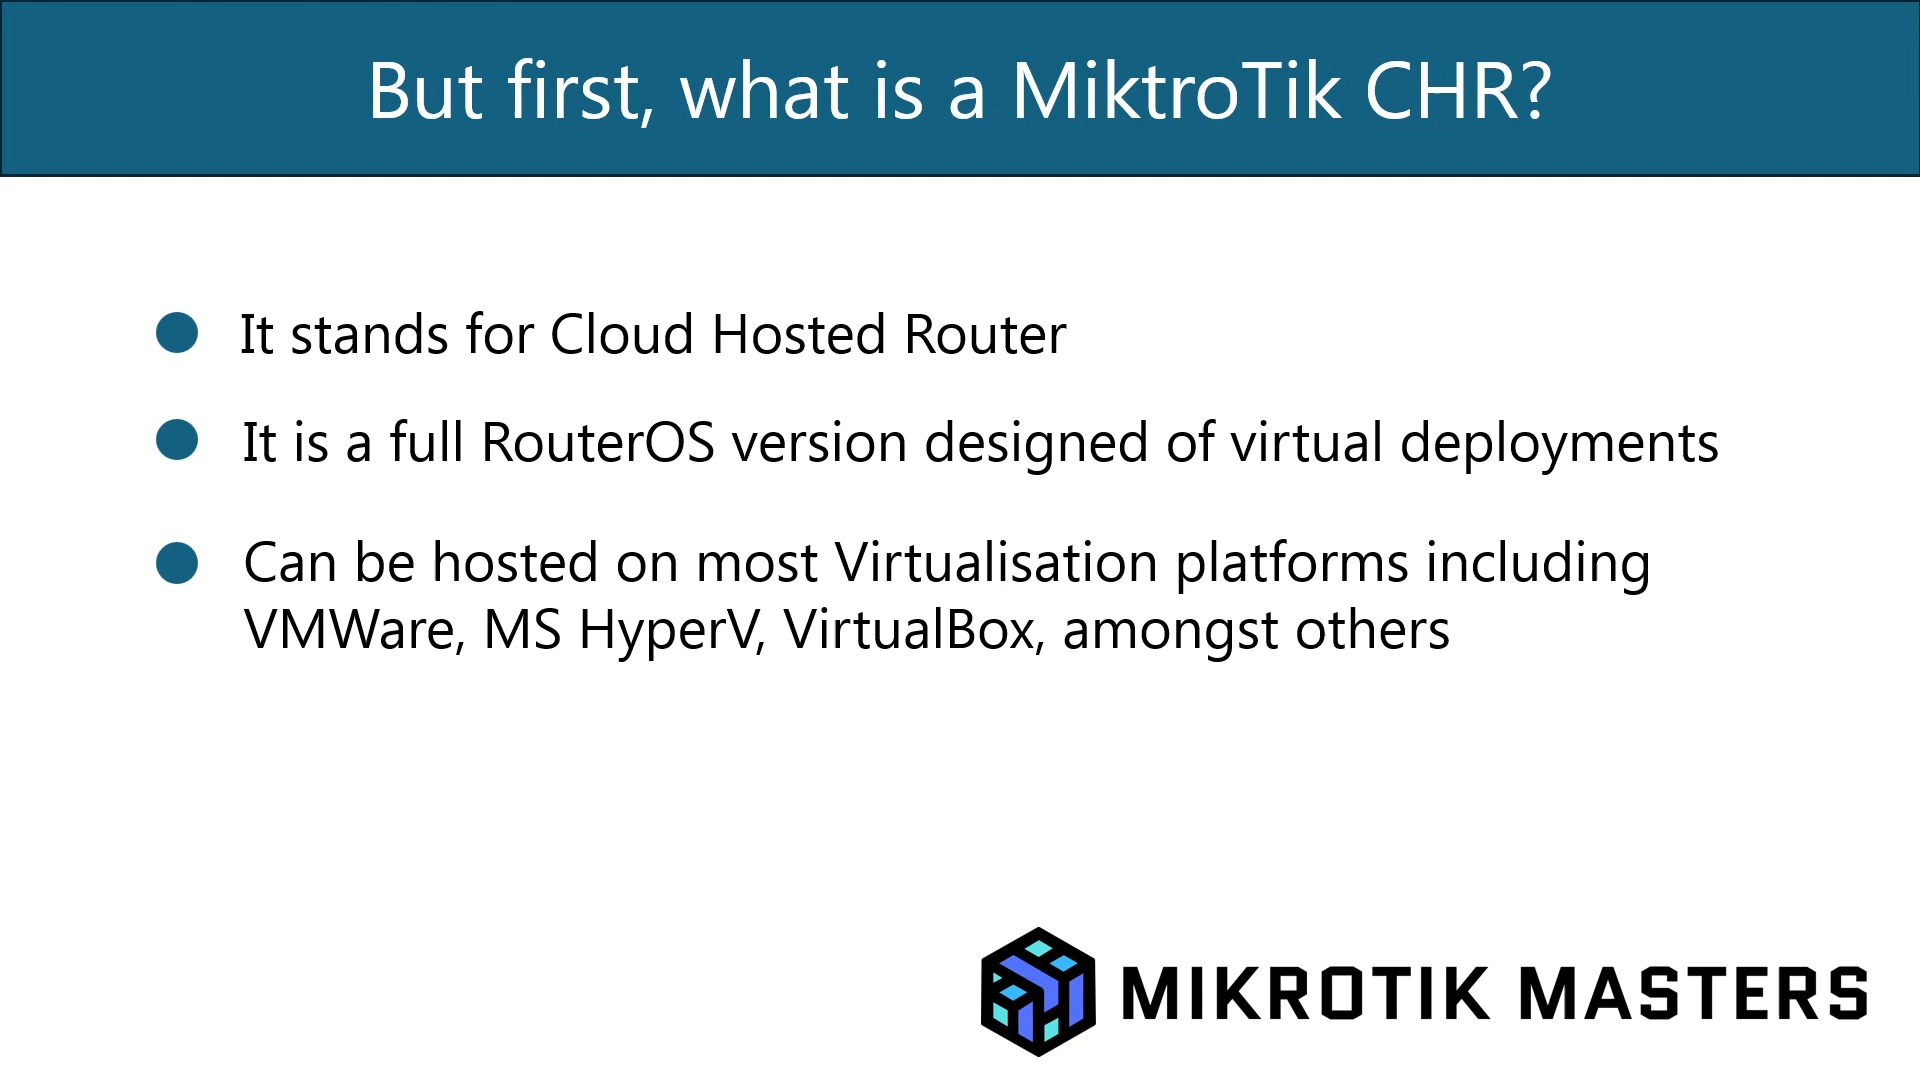 But first, what is a MiktroTik CHR?
It stands for Cloud Hosted Router
It is a full RouterOS version designed of virtual deployments
Can be hosted on most Virtualisation platforms including
VMWare, MS HyperV, VirtualBox, amongst others
MIKROTIK MASTERS